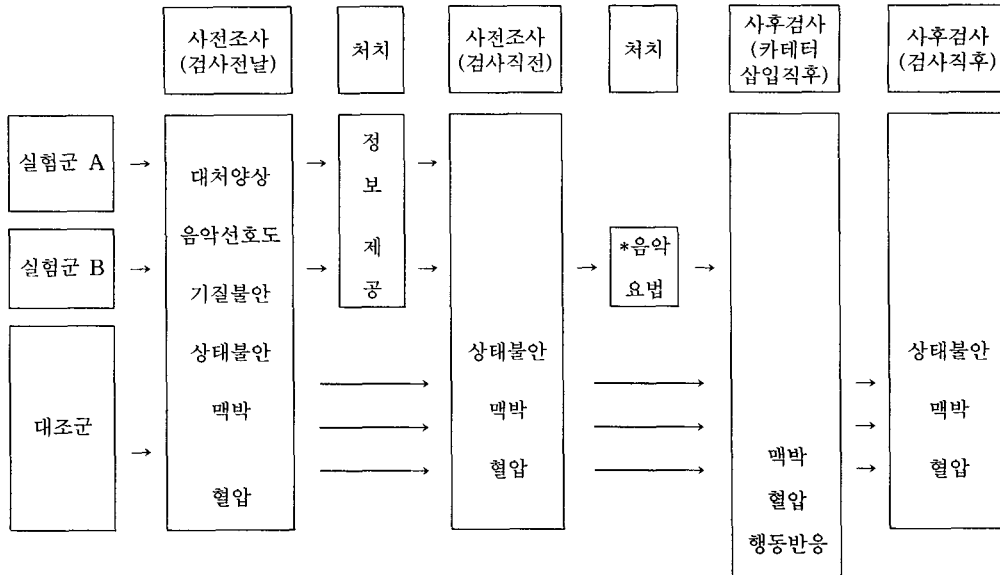 사전조사
(검사전날)
처치
사전조사
(검사직전)
처치
사후검사
(카테터
삽입직후)
사후검사
(검사직후)
실험군 A
→
실험군 B
→
대조군
→
대처양상
음악선호도
기질불안
상태불안
맥박
혈압
→
→
정
보
제
공
→
→
상태불안
맥박
혈압
→
*음악
요법
→
맥박
혈압
행동반응
→
→
→
상태불안
맥박
혈압